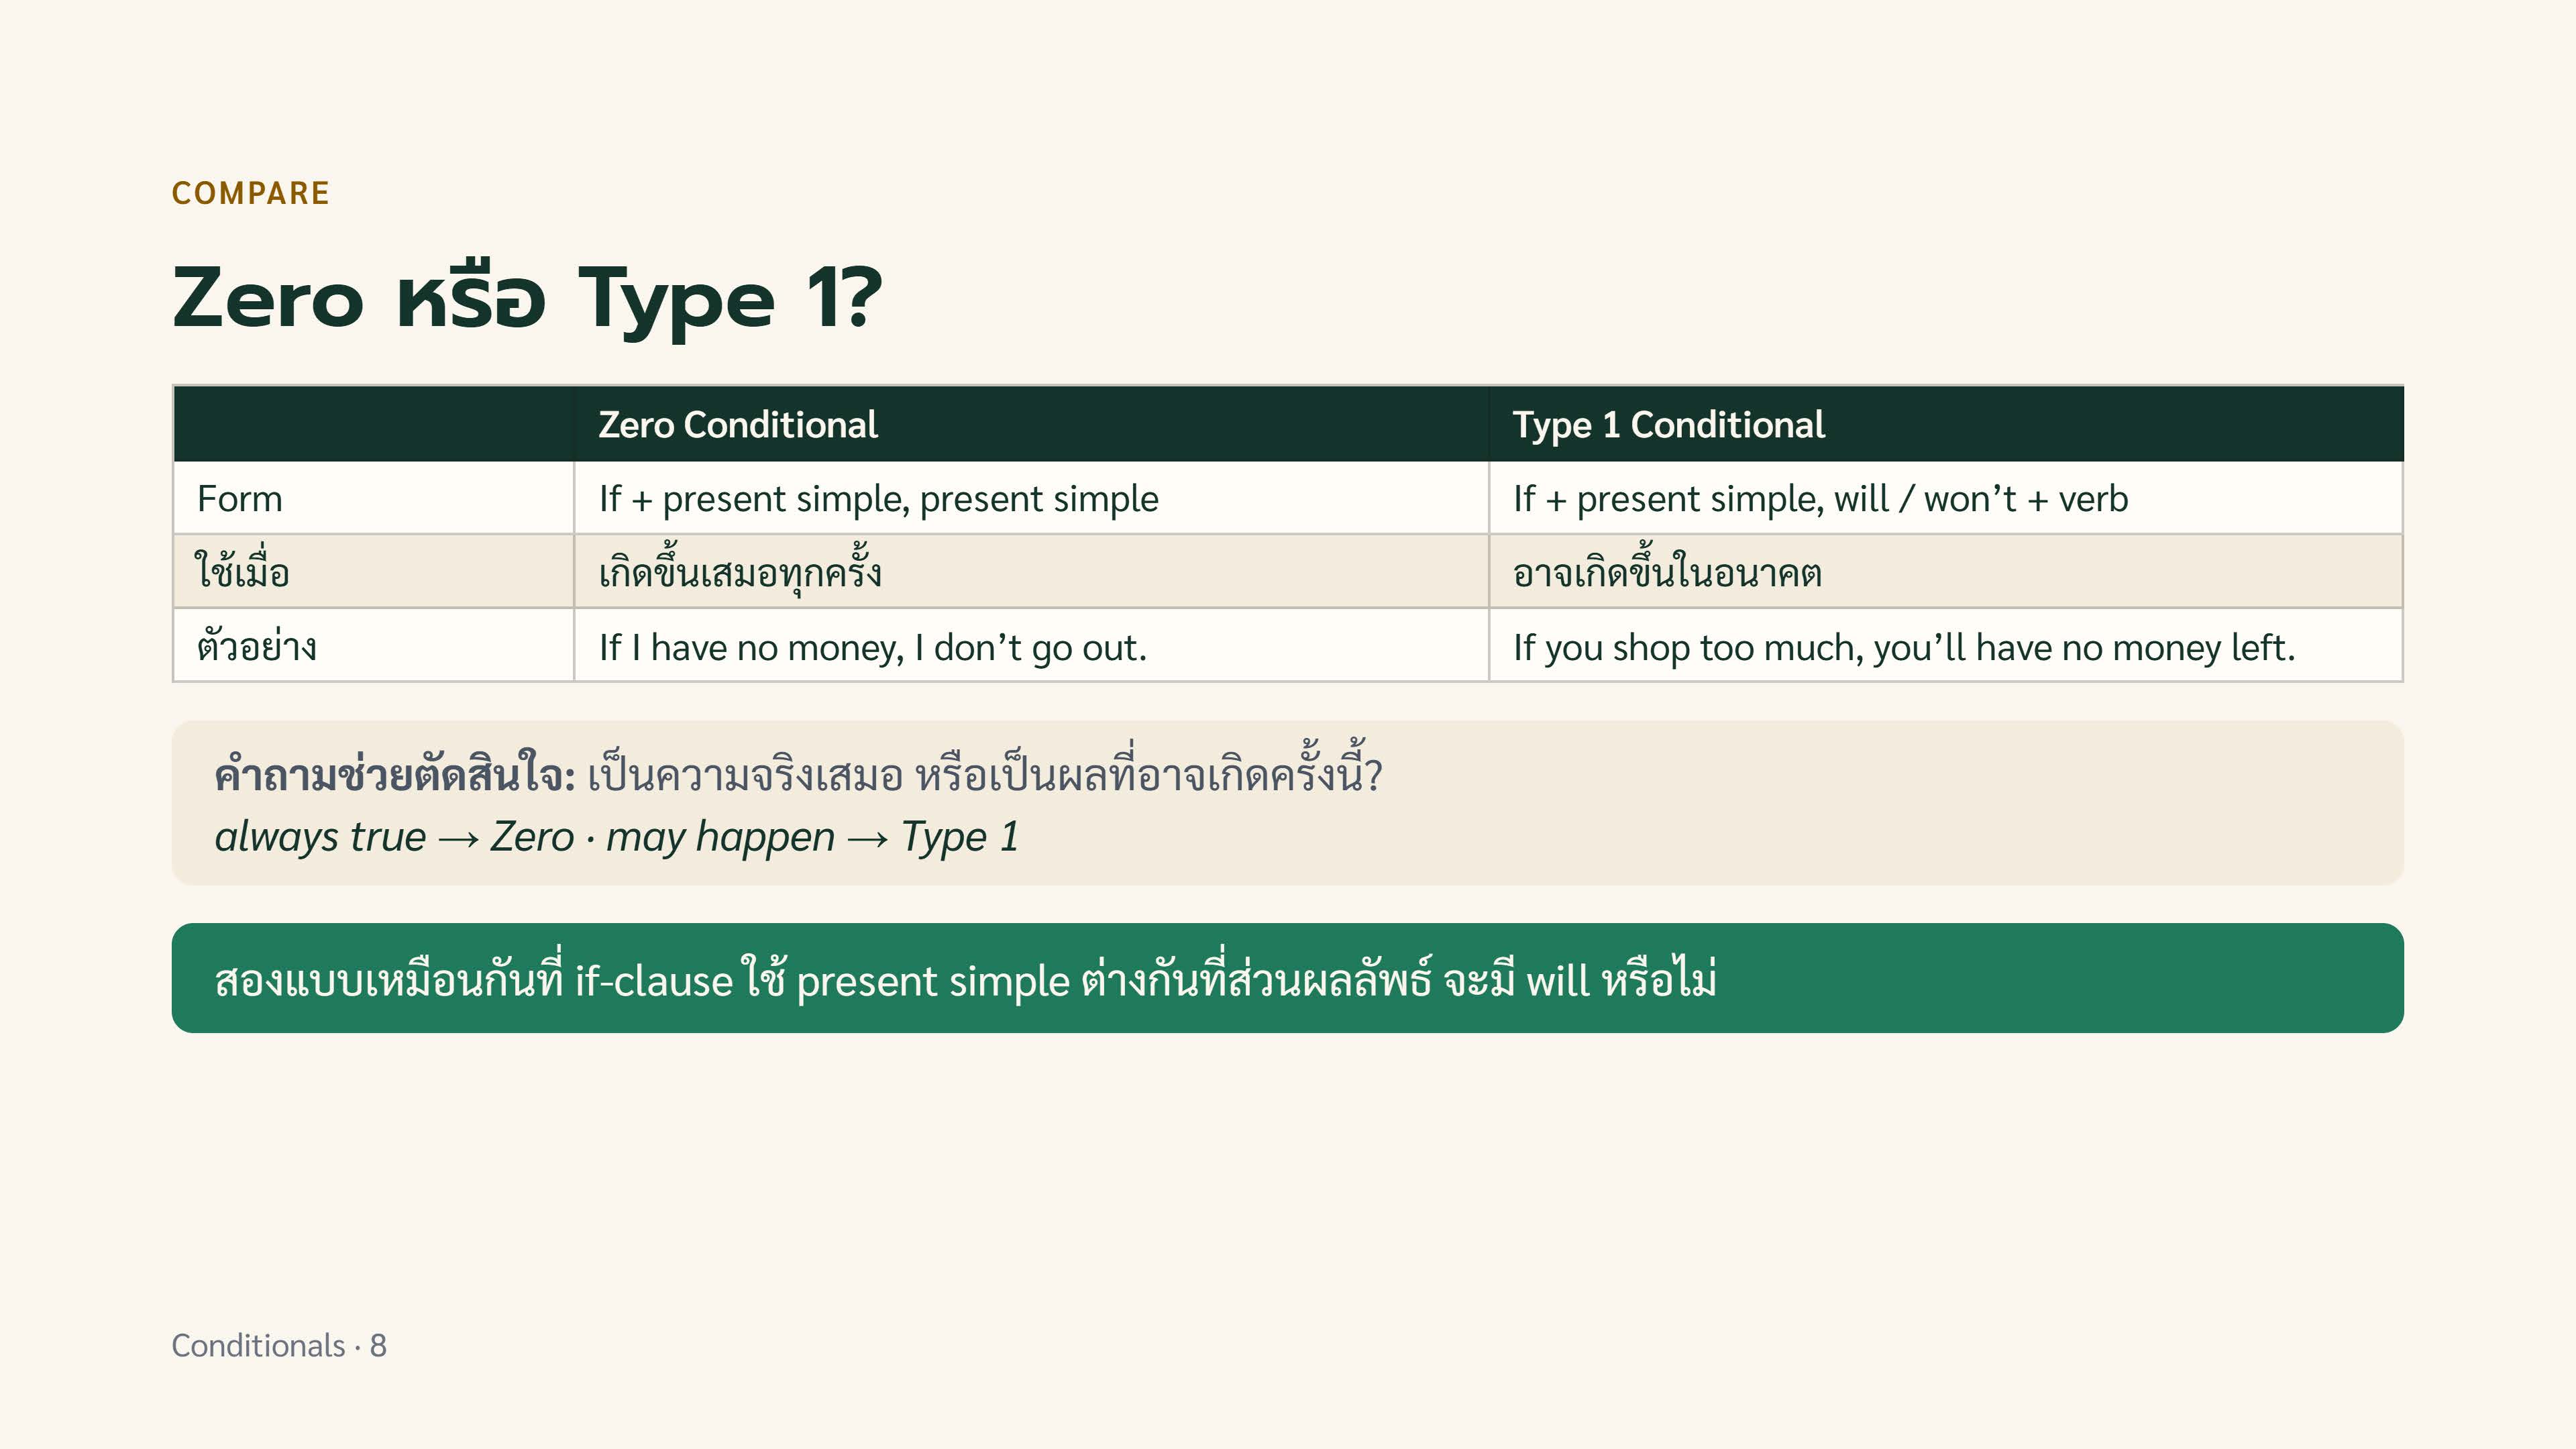 COMPARE
Zero หรือ Type 1?
Zero Conditional
Type 1 Conditional
Form
If + present simple, present simple
If + present simple, will / won’t + verb
ใช้เมื่อ
เกิดขึ้นเสมอทุกครั้ง
อาจเกิดขึ้นในอนาคต
ตัวอย่าง
If I have no money, I don’t go out.
If you shop too much, you’ll have no money left.
คำถามช่วยตัดสินใจ: เป็นความจริงเสมอ หรือเป็นผลที่อาจเกิดครั้งนี้?
always true → Zero · may happen → Type 1
สองแบบเหมือนกันที่ if-clause ใช้ present simple ต่างกันที่ส่วนผลลัพธ์ จะมี will หรือไม่
Conditionals · 8